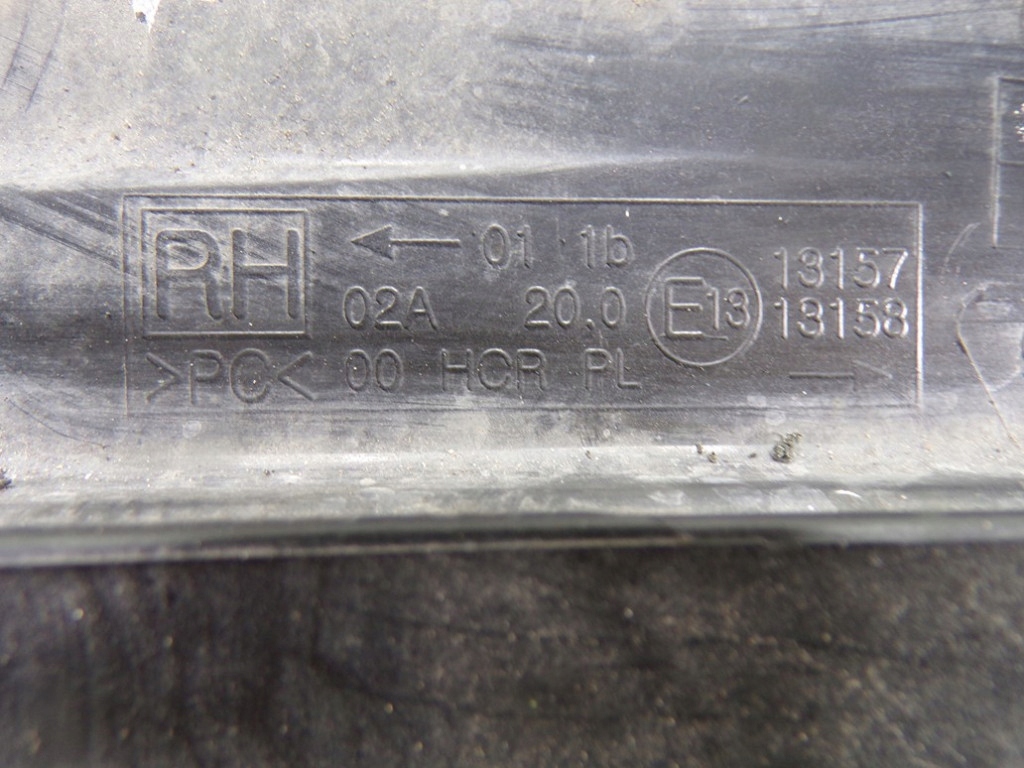 RH
← 01 1b
02A 20.0
>PC< 00 HCR PL
E13
13157
13158
→